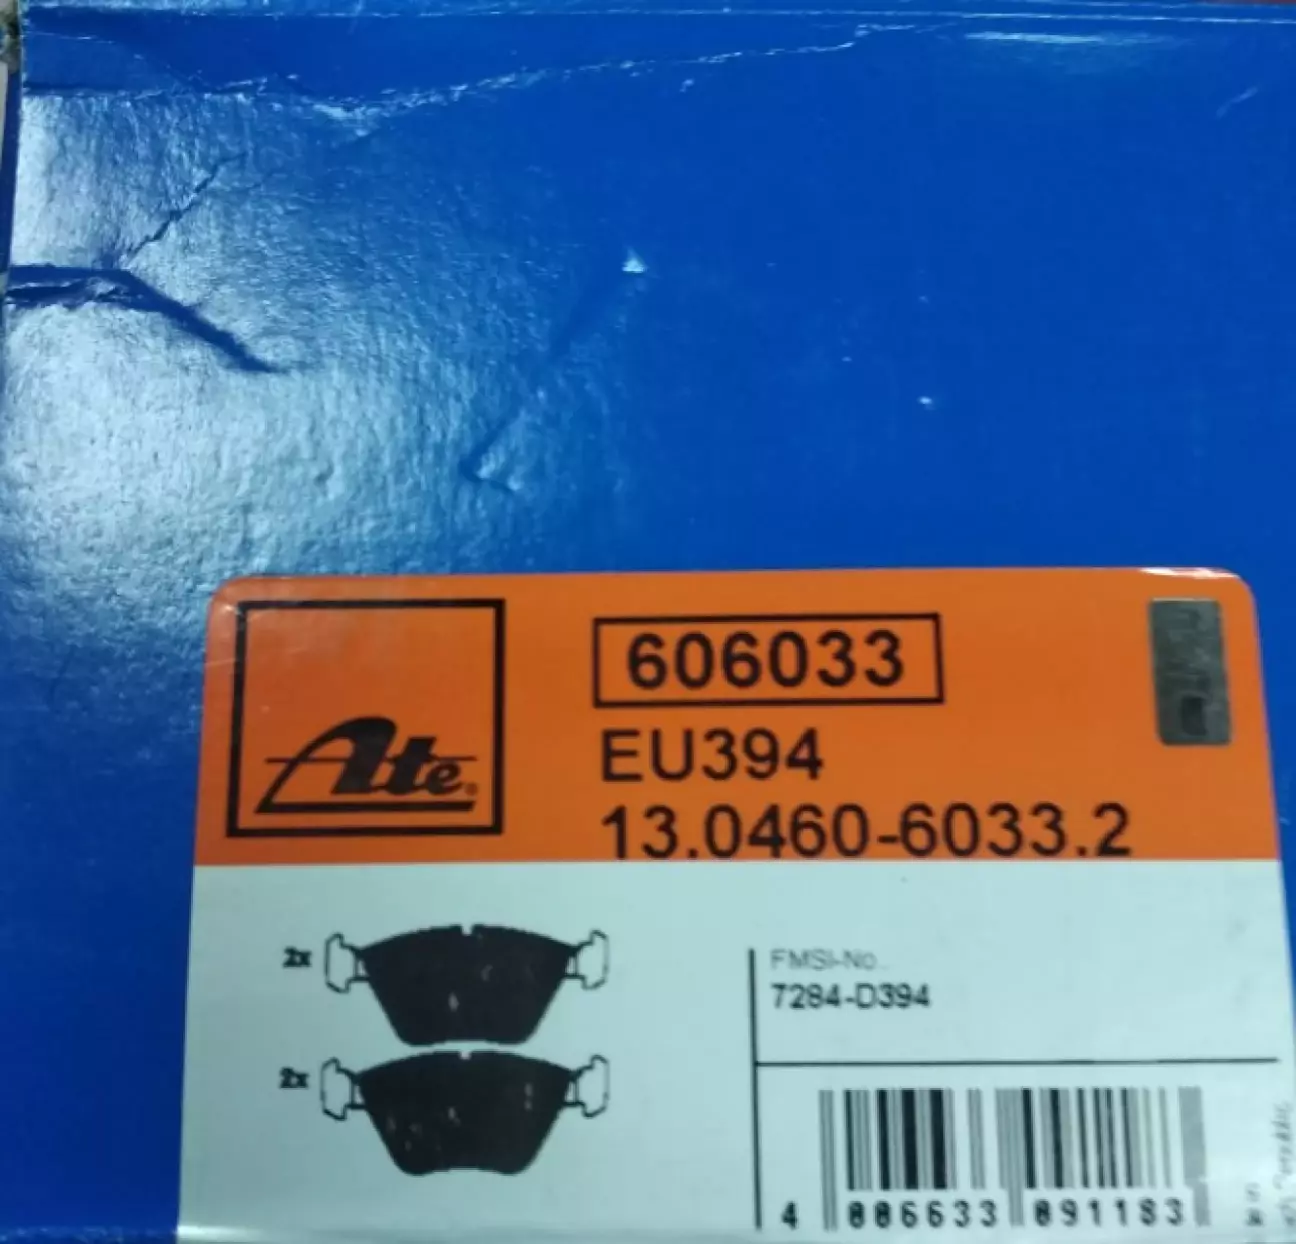 606033
EU394
Ate®
13.0460-6033.2
2x
2x
FMSI-No.
7284-D394
4 006633 091183